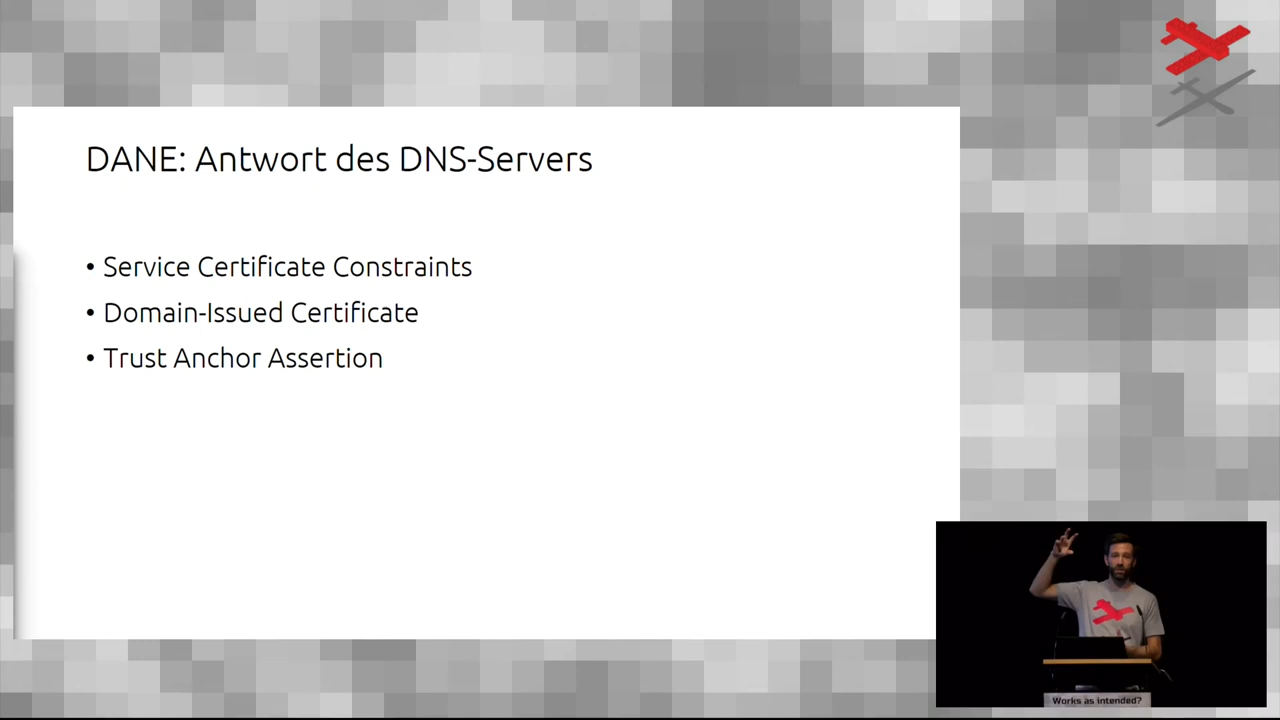 DANE: Antwort des DNS-Servers
• Service Certificate Constraints
• Domain-Issued Certificate
• Trust Anchor Assertion
Works as intended?